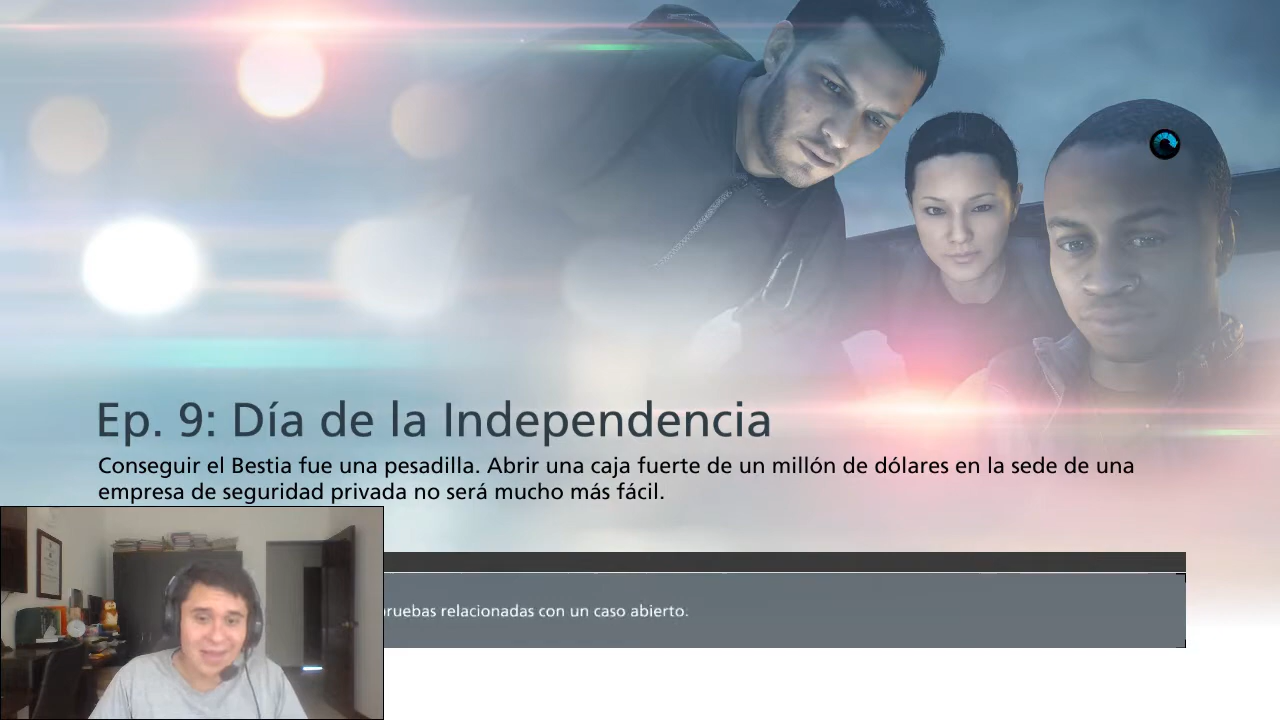 Ep. 9: Día de la Independencia
Conseguir el Bestia fue una pesadilla. Abrir una caja fuerte de un millón de dólares en la sede de una
empresa de seguridad privada no será mucho más fácil.
relacionadas con un caso abierto.